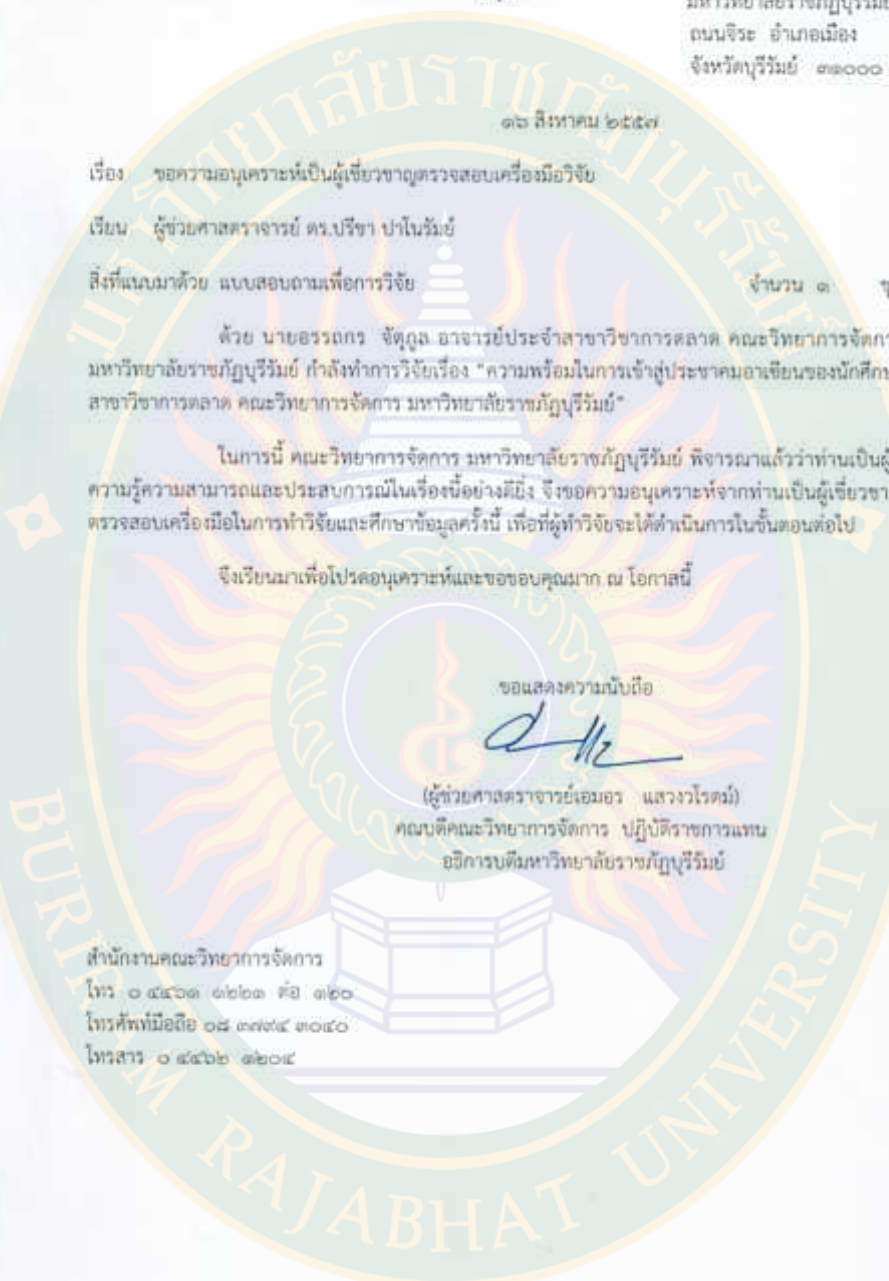 มหาวิทยาลัยราชภัฏบุรีรัมย์
ถนนจิระ อำเภอเมือง
จังหวัดบุรีรัมย์ ๓๑๐๐๐
๑๖ สิงหาคม ๒๕๕๗
เรื่อง ขอความอนุเคราะห์เป็นผู้เชี่ยวชาญตรวจสอบเครื่องมือวิจัย
เรียน ผู้ช่วยศาสตราจารย์ ดร.ปรีชา ปาโนรัมย์
สิ่งที่แนบมาด้วย แบบสอบถามเพื่อการวิจัย จำนวน ๑
ด้วย นายอรรถกร จัตุกูล อาจารย์ประจำสาขาวิชาการตลาด คณะวิทยาการจัดกา
มหาวิทยาลัยราชภัฏบุรีรัมย์ กำลังทำการวิจัยเรื่อง "ความพร้อมในการเข้าสู่ประชาคมอาเซียนของนักศึกษ
สาขาวิชาการตลาด คณะวิทยาการจัดการ มหาวิทยาลัยราชภัฏบุรีรัมย์"
ในการนี้ คณะวิทยาการจัดการ มหาวิทยาลัยราชภัฏบุรีรัมย์ พิจารณาแล้วว่าท่านเป็นผู้
ความรู้ความสามารถและประสบการณ์ในเรื่องนี้อย่างดียิ่ง จึงขอความอนุเคราะห์จากท่านเป็นผู้เชี่ยวชา
ตรวจสอบเครื่องมือในการทำวิจัยและศึกษาข้อมูลครั้งนี้ เพื่อที่ผู้ทำวิจัยจะได้ดำเนินการในขั้นตอนต่อไป
จึงเรียนมาเพื่อโปรดอนุเคราะห์และขอขอบคุณมาก ณ โอกาสนี้
ขอแสดงความนับถือ
(ผู้ช่วยศาสตราจารย์เอมอร แสวงวโรตม์)
คณบดีคณะวิทยาการจัดการ ปฏิบัติราชการแทน
อธิการบดีมหาวิทยาลัยราชภัฏบุรีรัมย์
สำนักงานคณะวิทยาการจัดการ
โทร ๐ ๔๔๖๑ ๑๒๒๑ ต่อ ๑๒๐
โทรศัพท์มือถือ ๐๘ ๓๗๙๔ ๓๐๔๐
โทรสาร ๐ ๔๔๖๒ ๑๒๐๔
มหาวิทยาลัยราชภัฏบุรีรัมย์
BURIRAM RAJABHAT UNIVERSITY